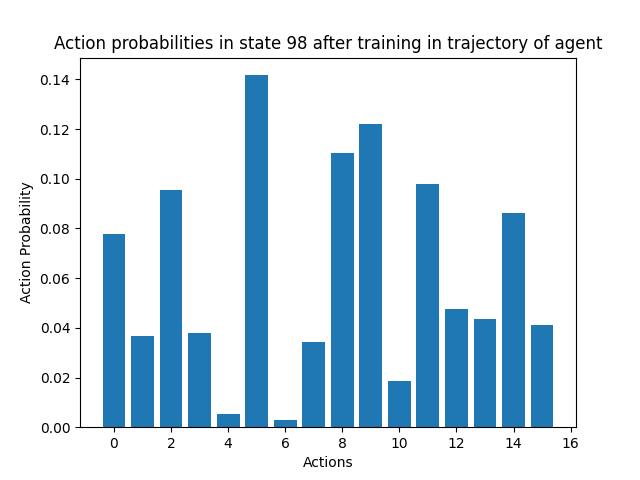 Action probabilities in state 98 after training in trajectory of agent
0.14
0.12
0.10
0.08
0.06
0.04
0.02
0.00
Action Probability
0 2 4 6 8 10 12 14 16
Actions